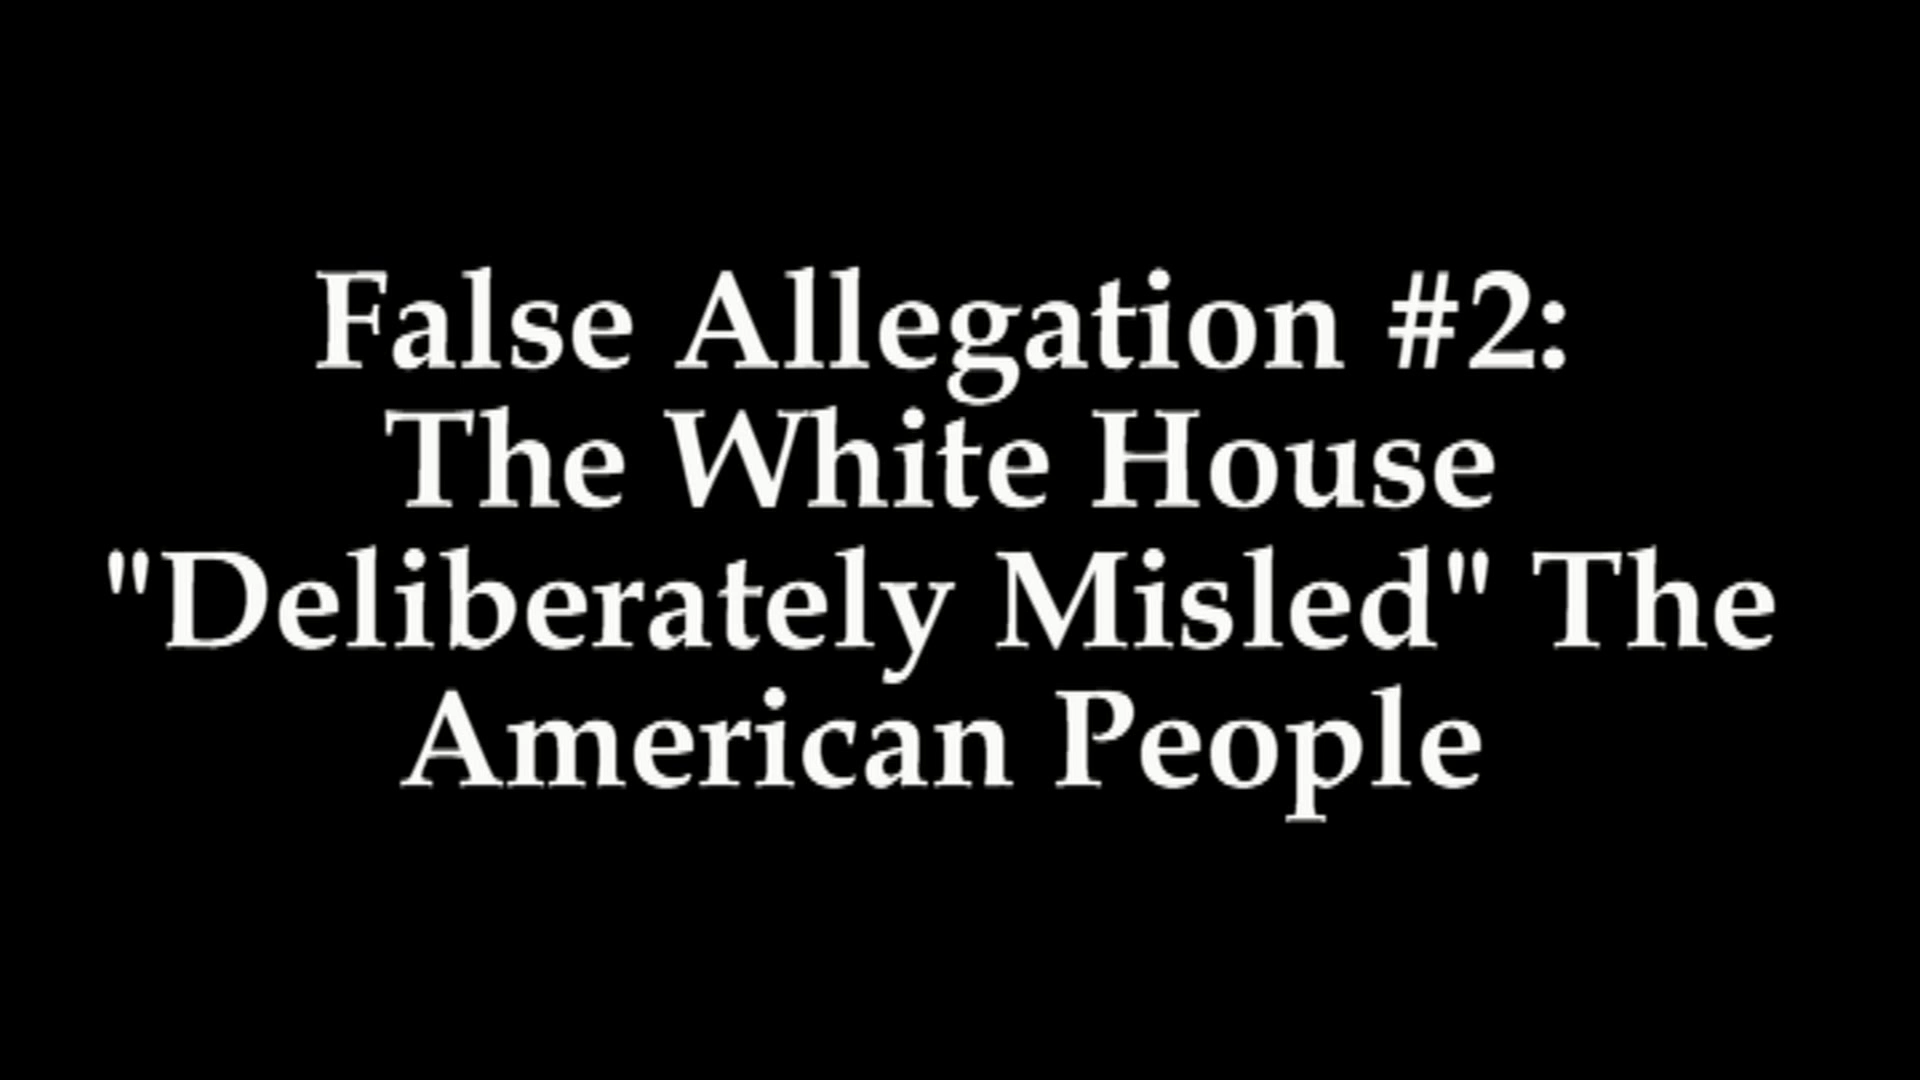 False Allegation #2:
The White House
"Deliberately Misled" The
American People